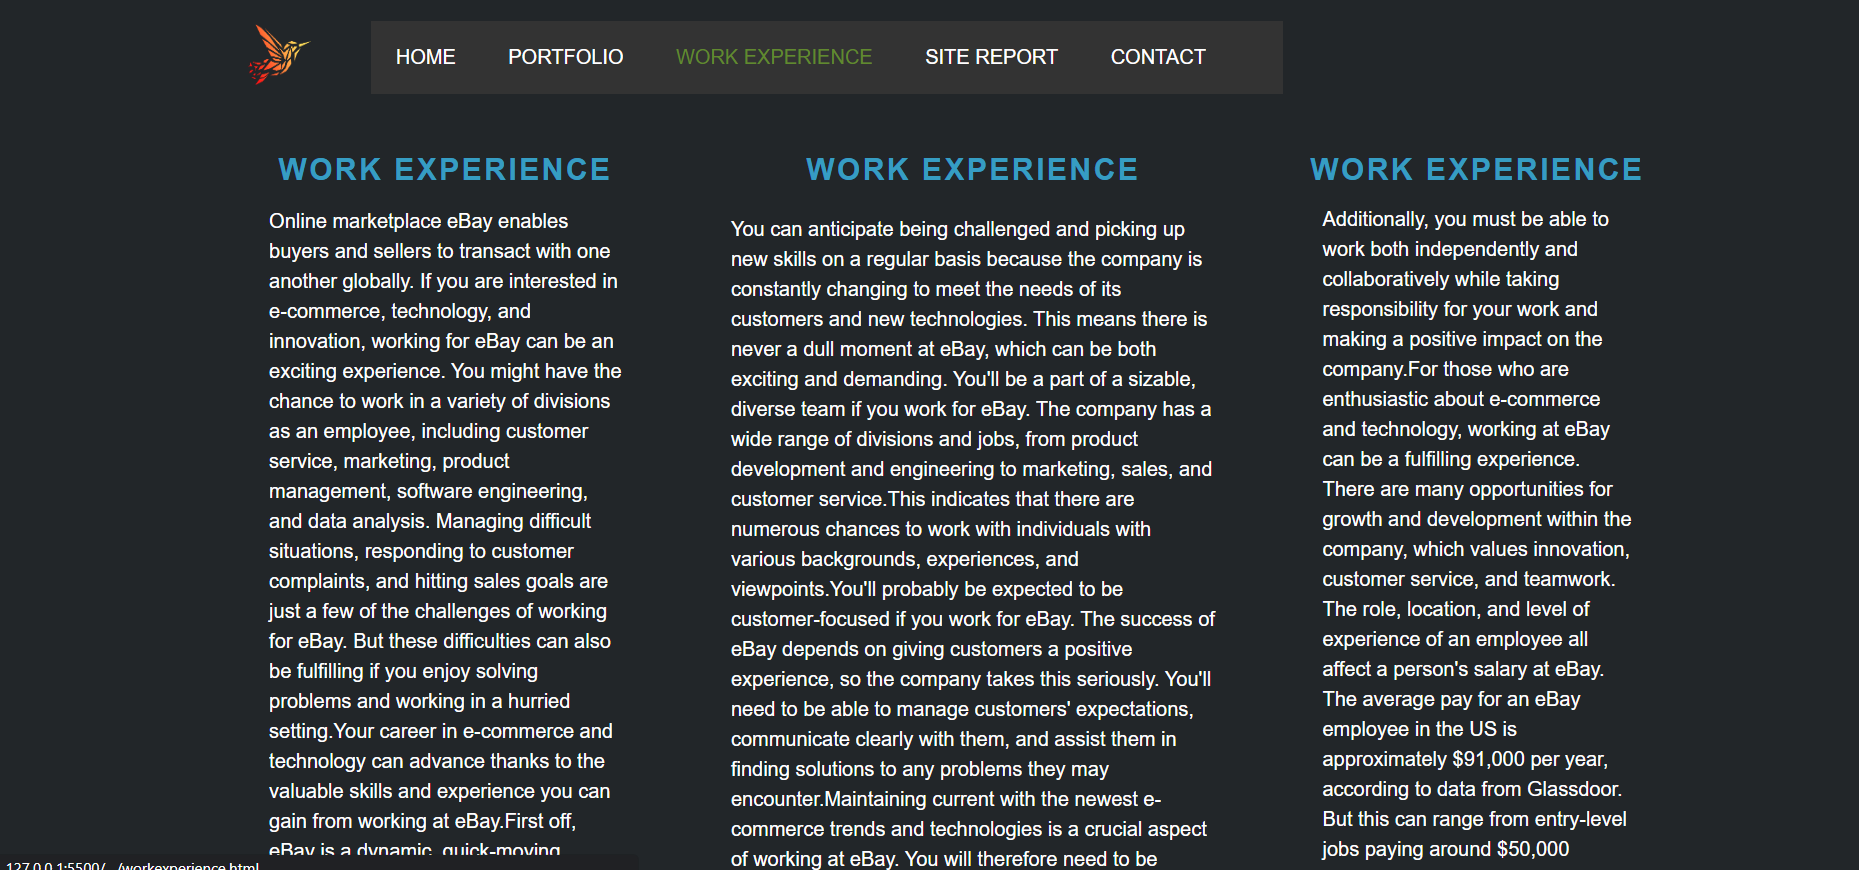 HOME PORTFOLIO WORK EXPERIENCE SITE REPORT CONTACT
WORK EXPERIENCE
Online marketplace eBay enables
buyers and sellers to transact with one
another globally. If you are interested in
e-commerce, technology, and
innovation, working for eBay can be an
exciting experience. You might have the
chance to work in a variety of divisions
as an employee, including customer
service, marketing, product
management, software engineering,
and data analysis. Managing difficult
situations, responding to customer
complaints, and hitting sales goals are
just a few of the challenges of working
for eBay. But these difficulties can also
be fulfilling if you enjoy solving
problems and working in a hurried
setting.Your career in e-commerce and
technology can advance thanks to the
valuable skills and experience you can
gain from working at eBay.First off,
eBay is a dynamic, quick-moving
WORK EXPERIENCE
You can anticipate being challenged and picking up
new skills on a regular basis because the company is
constantly changing to meet the needs of its
customers and new technologies. This means there is
never a dull moment at eBay, which can be both
exciting and demanding. You'll be a part of a sizable,
diverse team if you work for eBay. The company has a
wide range of divisions and jobs, from product
development and engineering to marketing, sales, and
customer service.This indicates that there are
numerous chances to work with individuals with
various backgrounds, experiences, and
viewpoints.You'll probably be expected to be
customer-focused if you work for eBay. The success of
eBay depends on giving customers a positive
experience, so the company takes this seriously. You'll
need to be able to manage customers' expectations,
communicate clearly with them, and assist them in
finding solutions to any problems they may
encounter.Maintaining current with the newest e-
commerce trends and technologies is a crucial aspect
of working at eBay. You will therefore need to be
WORK EXPERIENCE
Additionally, you must be able to
work both independently and
collaboratively while taking
responsibility for your work and
making a positive impact on the
company.For those who are
enthusiastic about e-commerce
and technology, working at eBay
can be a fulfilling experience.
There are many opportunities for
growth and development within the
company, which values innovation,
customer service, and teamwork.
The role, location, and level of
experience of an employee all
affect a person's salary at eBay.
The average pay for an eBay
employee in the US is
approximately $91,000 per year,
according to data from Glassdoor.
But this can range from entry-level
jobs paying around $50,000
127.0.0.1:5500/.../workexperience.html